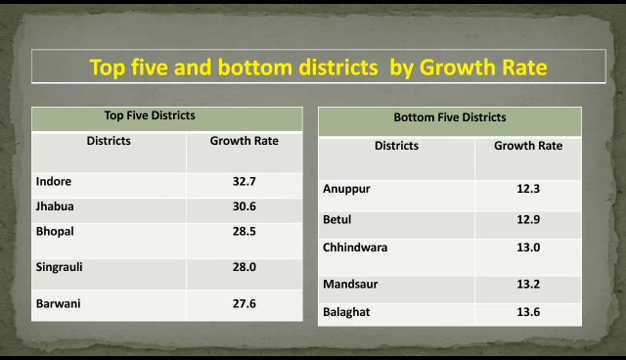 Top five and bottom districts by Growth Rate
Top Five Districts
Districts Growth Rate
Indore 32.7
Jhabua 30.6
Bhopal 28.5
Singrauli 28.0
Barwani 27.6
Bottom Five Districts
Districts Growth Rate
Anuppur 12.3
Betul 12.9
Chhindwara 13.0
Mandsaur 13.2
Balaghat 13.6